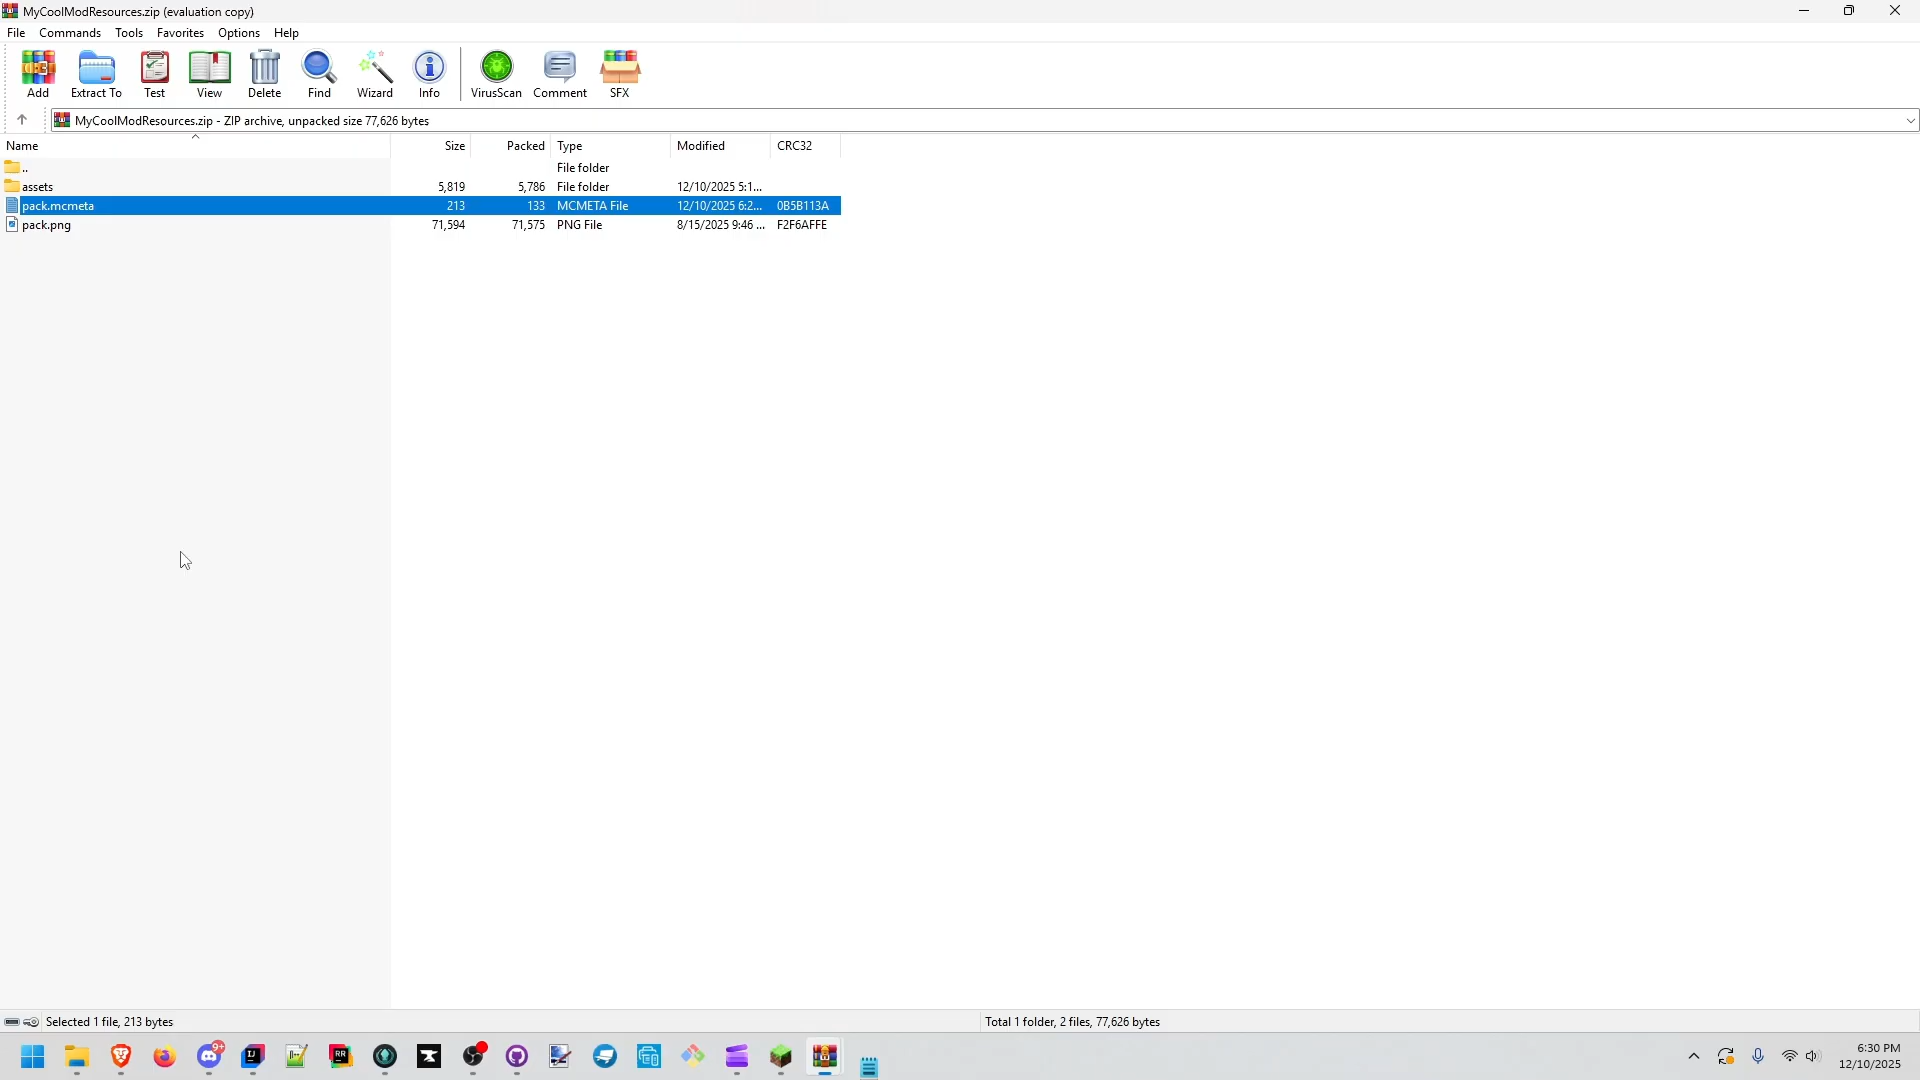 MyCoolModResources.zip (evaluation copy)
File Commands Tools Favorites Options Help
Add Extract To Test View Delete Find Wizard Info VirusScan Comment SFX
MyCoolModResources.zip - ZIP archive, unpacked size 77,626 bytes
Name Size Packed Type Modified CRC32
.. File folder
assets 5,819 5,786 File folder 12/10/2025 5:1...
pack.mcmeta 213 133 MCMETA File 12/10/2025 6:2... 0B5B113A
pack.png 71,594 71,575 PNG File 8/15/2025 9:46 ... F2F6AFFE
Selected 1 file, 213 bytes Total 1 folder, 2 files, 77,626 bytes
9+ IJ RR
6:30 PM
12/10/2025